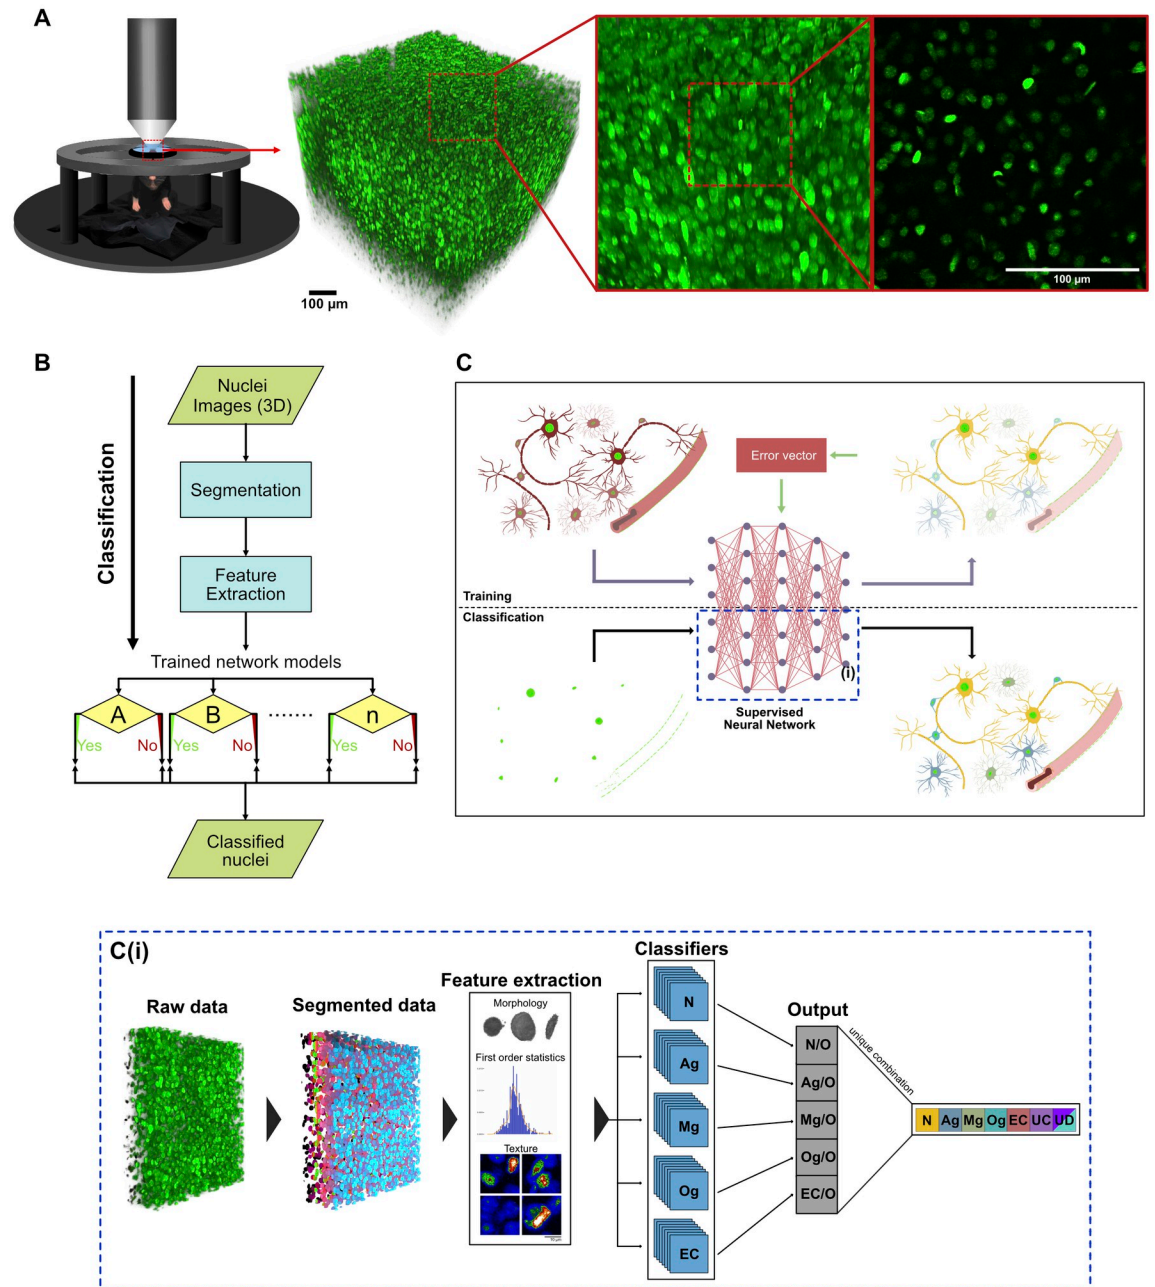 A
100 µm
100 µm
B
Classification
Nuclei
Images (3D)
Segmentation
Feature
Extraction
Trained network models
A
B
n
Yes
No
Yes
No
Yes
No
Classified
nuclei
C
Error vector
Training
Classification
(i)
Supervised
Neural Network
C(i)
Raw data
Segmented data
Feature extraction
Morphology
First order statistics
Texture
Classifiers
N
Ag
Mg
Og
EC
Output
N/O
Ag/O
Mg/O
Og/O
EC/O
unique combination
N Ag Mg Og EC UC UD